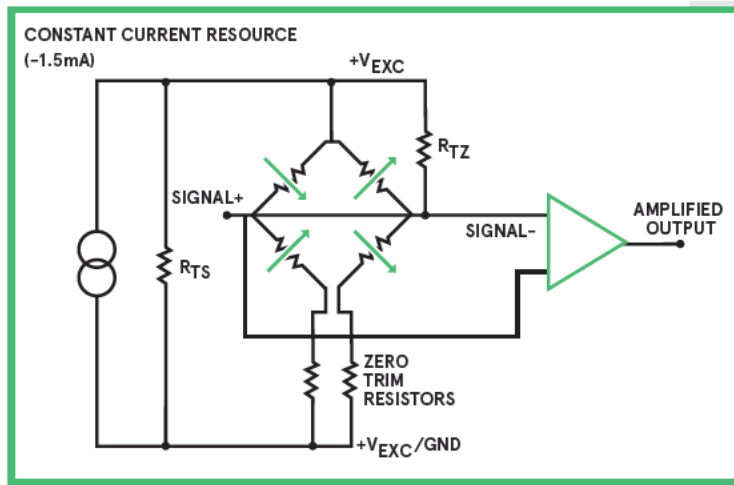 CONSTANT CURRENT RESOURCE
(-1.5mA)
+VEXC
RTZ
SIGNAL+
SIGNAL-
AMPLIFIED
OUTPUT
RTS
ZERO
TRIM
RESISTORS
+VEXC/GND